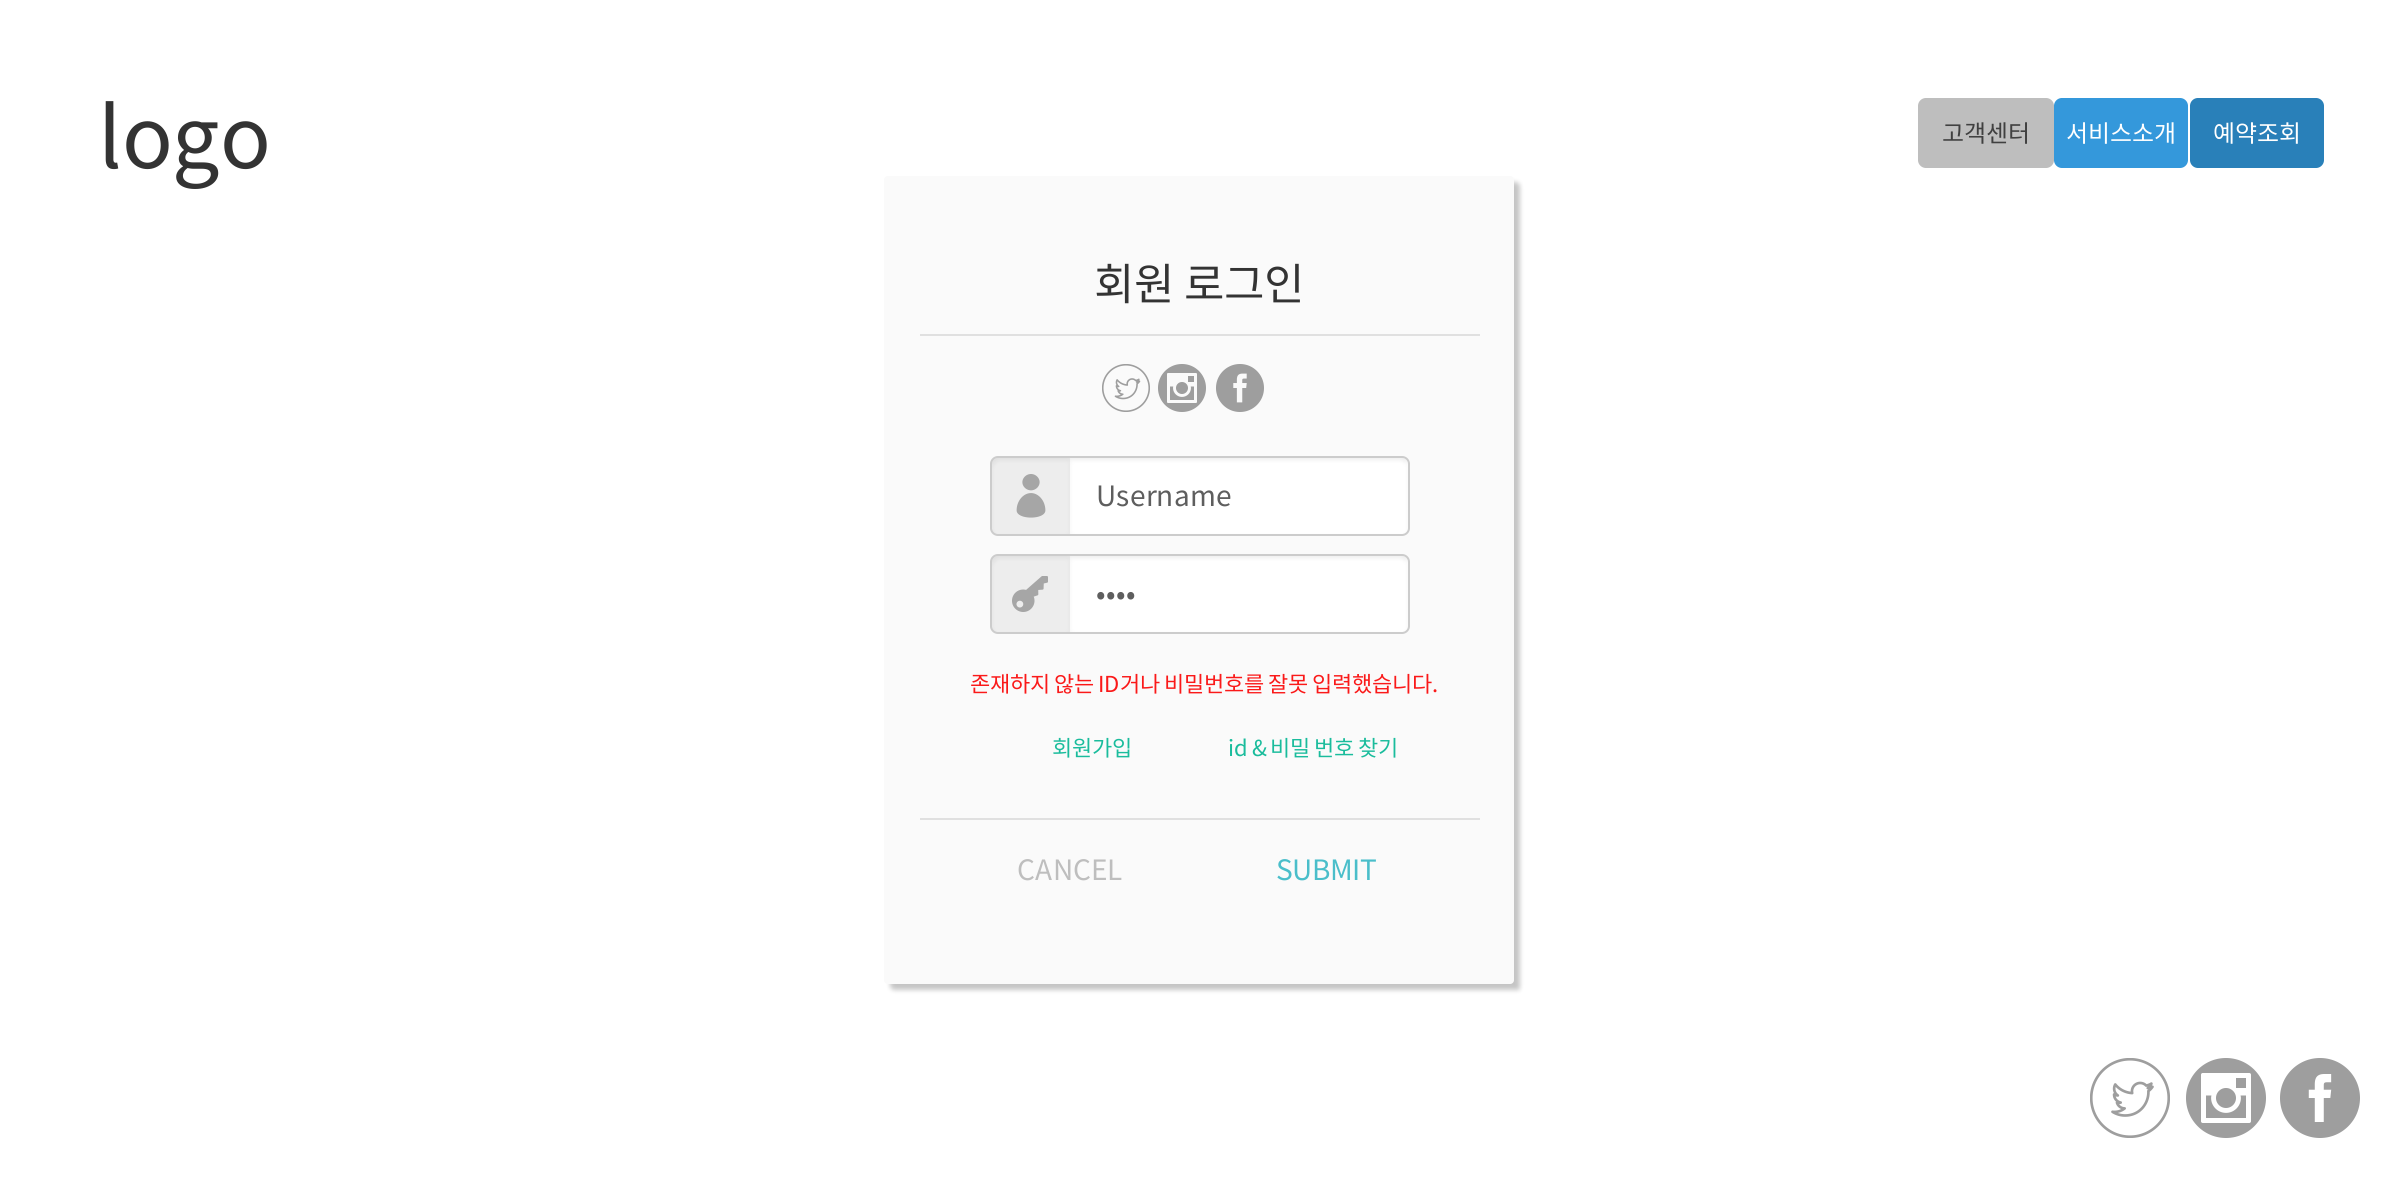 logo
고객센터
서비스소개
예약조회
회원 로그인
Username
••••
존재하지 않는 ID거나 비밀번호를 잘못 입력했습니다.
회원가입
id & 비밀 번호 찾기
CANCEL
SUBMIT